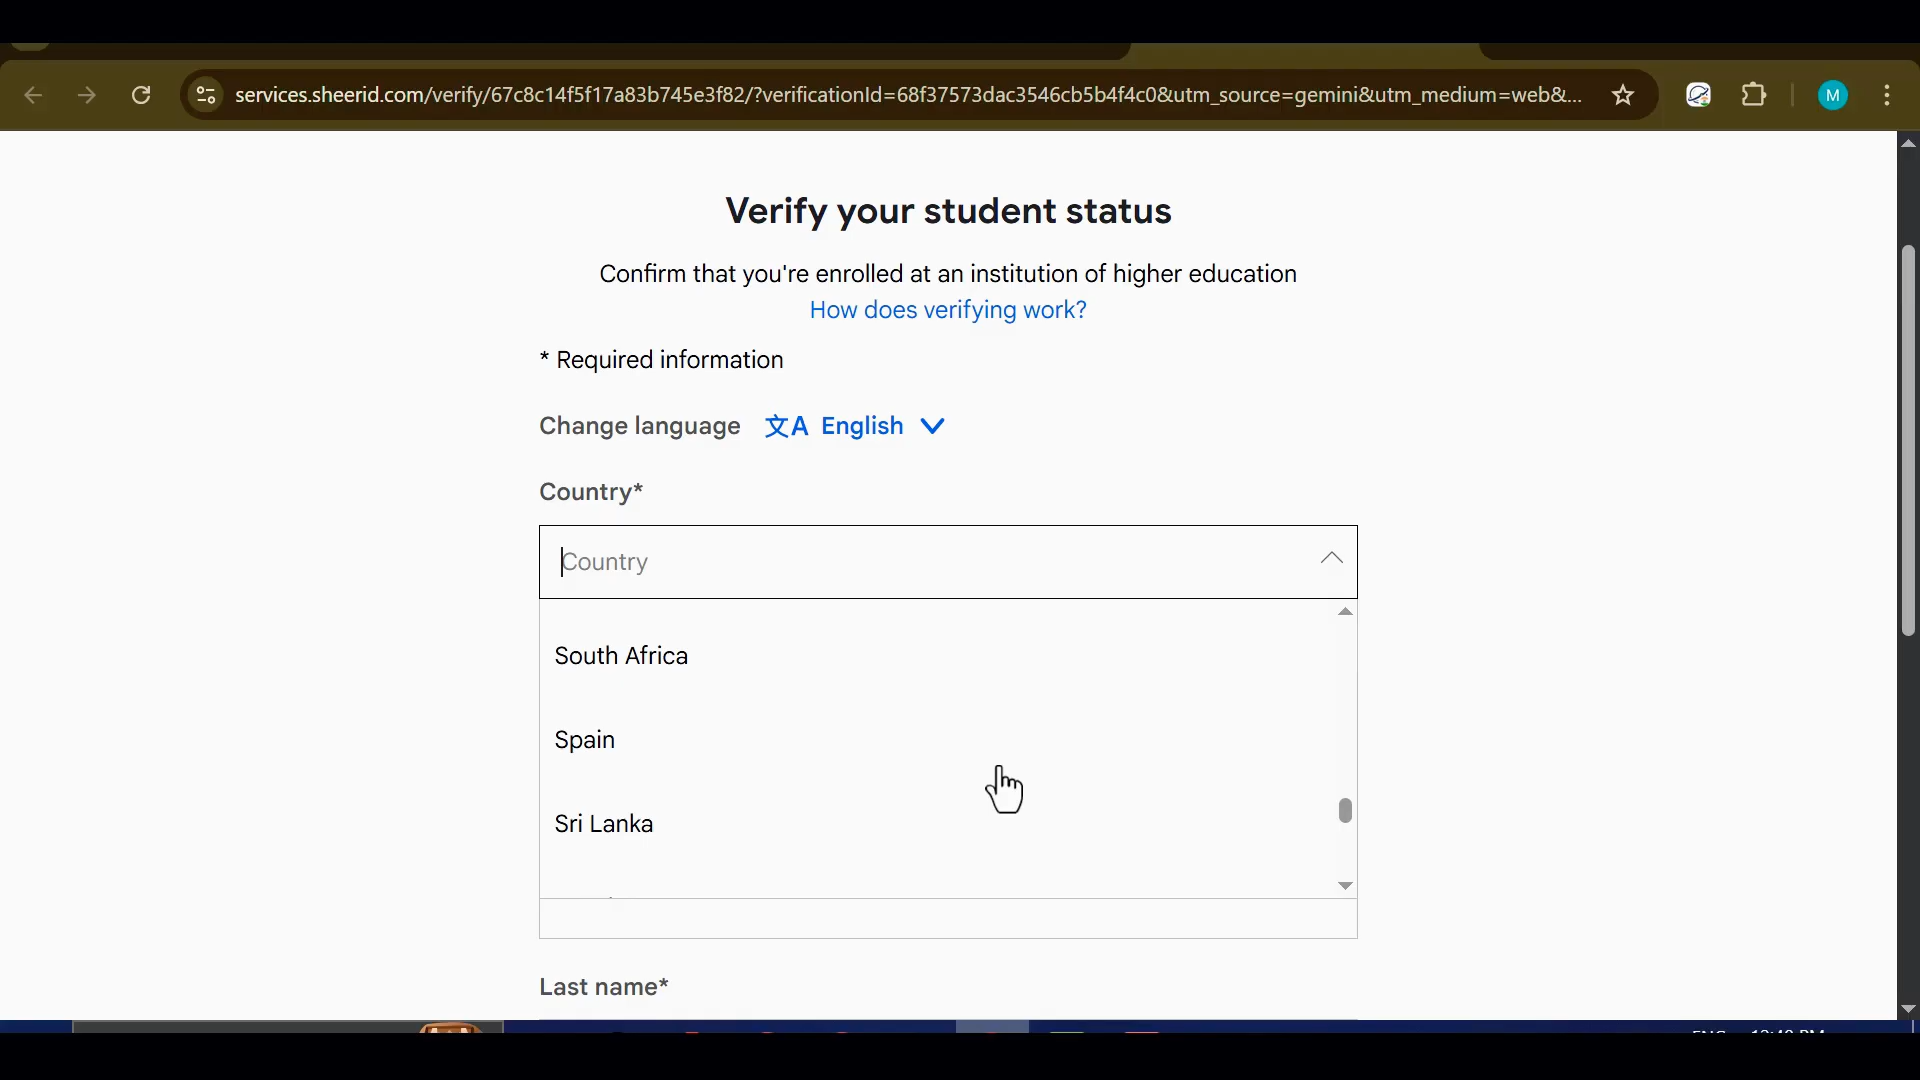 services.sheerid.com/verify/67c8c14f5f17a83b745e3f82/?verificationId=68f37573dac3546cb5b4f4c0&utm_source=gemini&utm_medium=web&...
M
Verify your student status
Confirm that you're enrolled at an institution of higher education
How does verifying work?
* Required information
Change language 文A English
Country*
Country
South Africa
Spain
Sri Lanka
Last name*